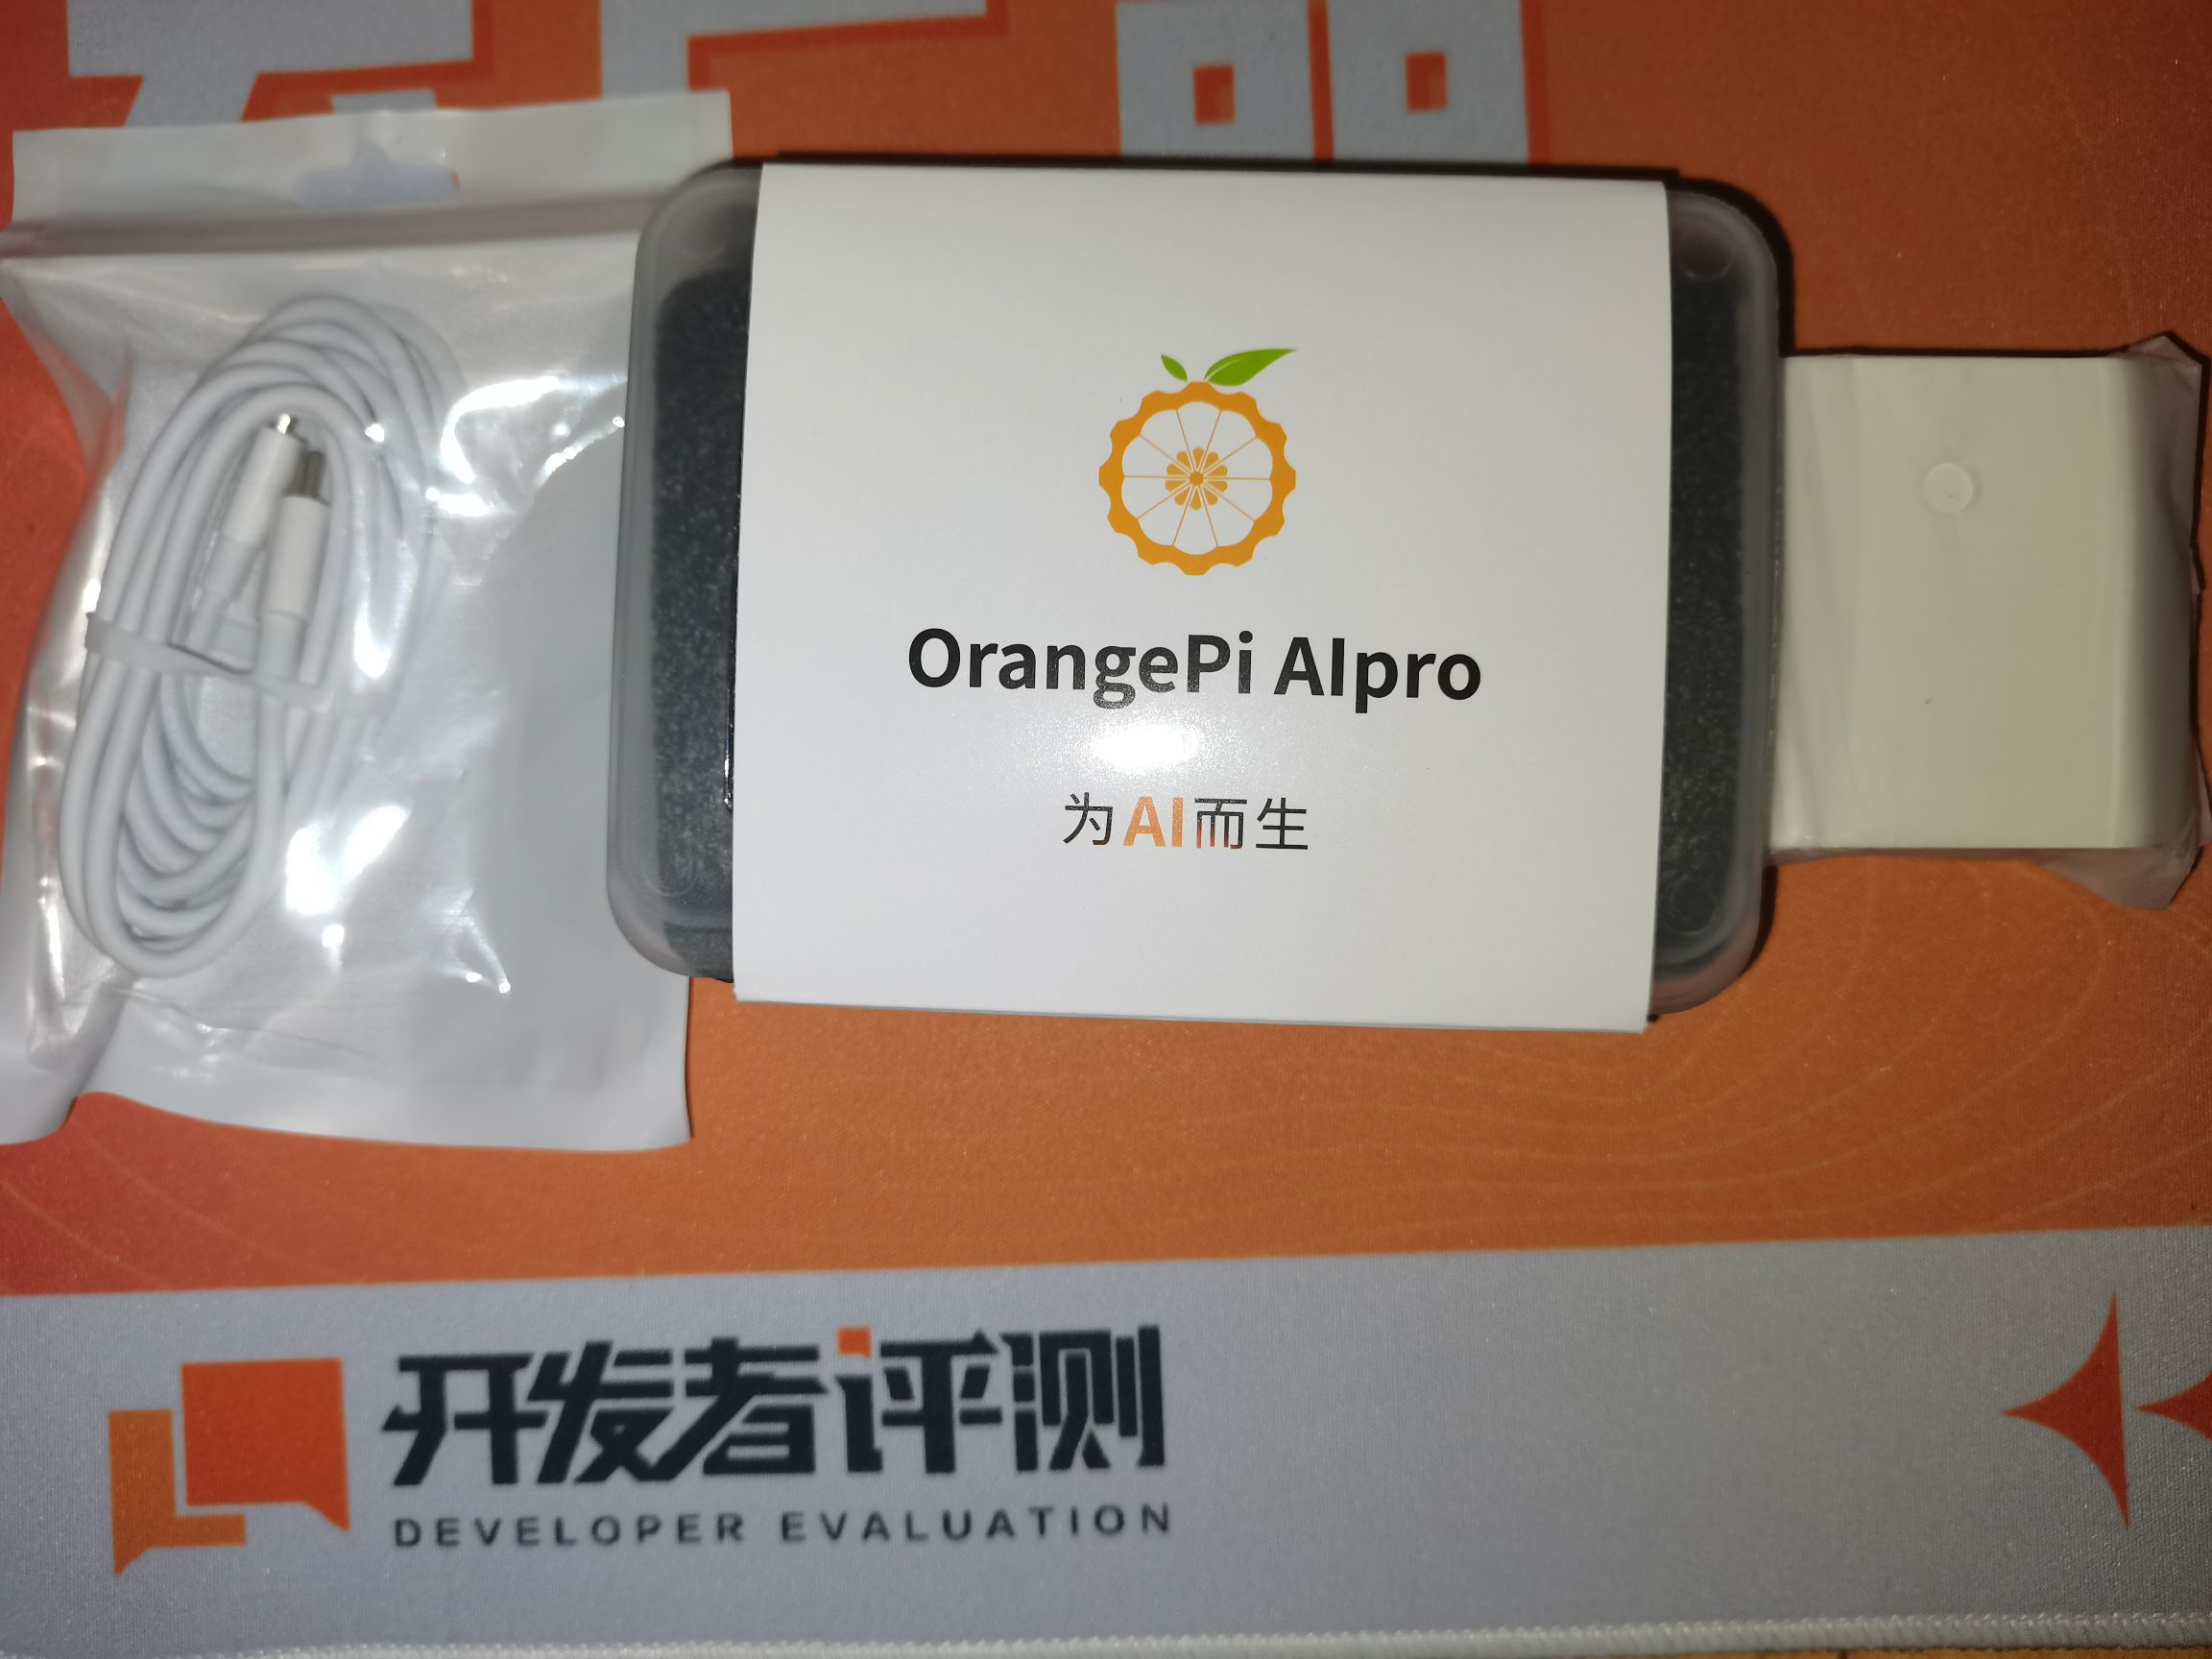 OrangePi AIpro
为AI而生
开发者评测
DEVELOPER EVALUATION